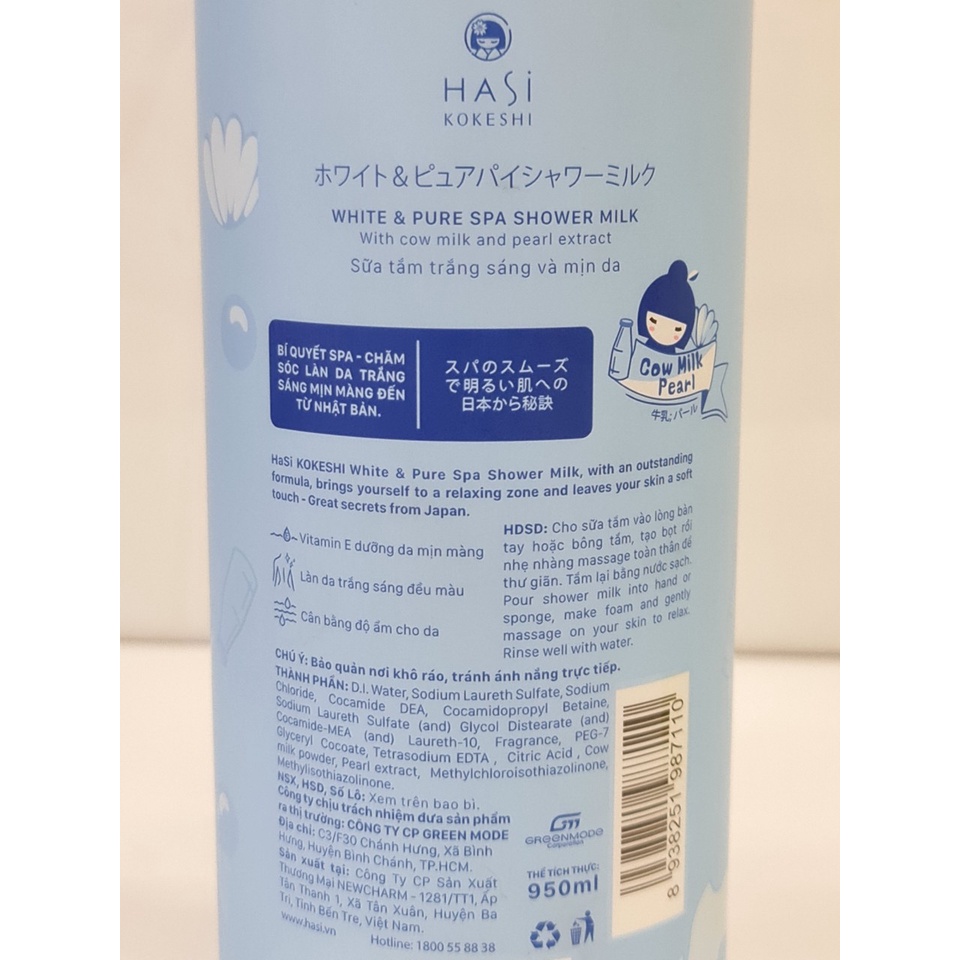 HASi
KOKESHI
ホワイト&ピュアパイシャワーミルク
WHITE & PURE SPA SHOWER MILK
With cow milk and pearl extract
Sữa tắm trắng sáng và mịn da
Cow Milk
Pearl
牛乳; パール
BÍ QUYẾT SPA - CHĂM
SÓC LÀN DA TRẮNG
SÁNG MỊN MÀNG ĐẾN
TỪ NHẬT BẢN.
スパのスムーズ
で明るい肌への
日本から秘訣
HaSi KOKESHI White & Pure Spa Shower Milk, with an outstanding
formula, brings yourself to a relaxing zone and leaves your skin a soft
touch - Great secrets from Japan.
Vitamin E dưỡng da mịn màng
Làn da trắng sáng đều màu
Cân bằng độ ẩm cho da
HDSD: Cho sữa tắm vào lòng bàn
tay hoặc bông tắm, tạo bọt rồi
nhẹ nhàng massage toàn thân để
thư giãn. Tắm lại bằng nước sạch.
Pour shower milk into hand or
sponge, make foam and gently
massage on your skin to relax.
Rinse well with water.
CHÚ Ý: Bảo quản nơi khô ráo, tránh ánh nắng trực tiếp.
THÀNH PHẦN: D.I. Water, Sodium Laureth Sulfate, Sodium
Chloride, Cocamide DEA, Cocamidopropyl Betaine,
Sodium Laureth Sulfate (and) Glycol Distearate (and)
Cocamide-MEA (and) Laureth-10, Fragrance, PEG-7
Glyceryl Cocoate, Tetrasodium EDTA , Citric Acid , Cow
milk powder, Pearl extract, Methylchloroisothiazolinone,
Methylisothiazolinone.
NSX, HSD, Số Lô: Xem trên bao bì.
Công ty chịu trách nhiệm đưa sản phẩm
ra thị trường: CÔNG TY CP GREEN MODE
Địa chỉ: C3/F30 Chánh Hưng, Xã Bình
Hưng, Huyện Bình Chánh, TP.HCM.
Sản xuất tại: Công Ty CP Sản Xuất
Thương Mại NEWCHARM - 1281/TT1, Ấp
Tân Thanh 1, Xã Tân Xuân, Huyện Ba
Tri, Tỉnh Bến Tre, Việt Nam.
www.hasi.vn
Hotline: 1800 55 88 38
GREENMODE
Corporation
THỂ TÍCH THỰC:
950ml
8 938251 987110